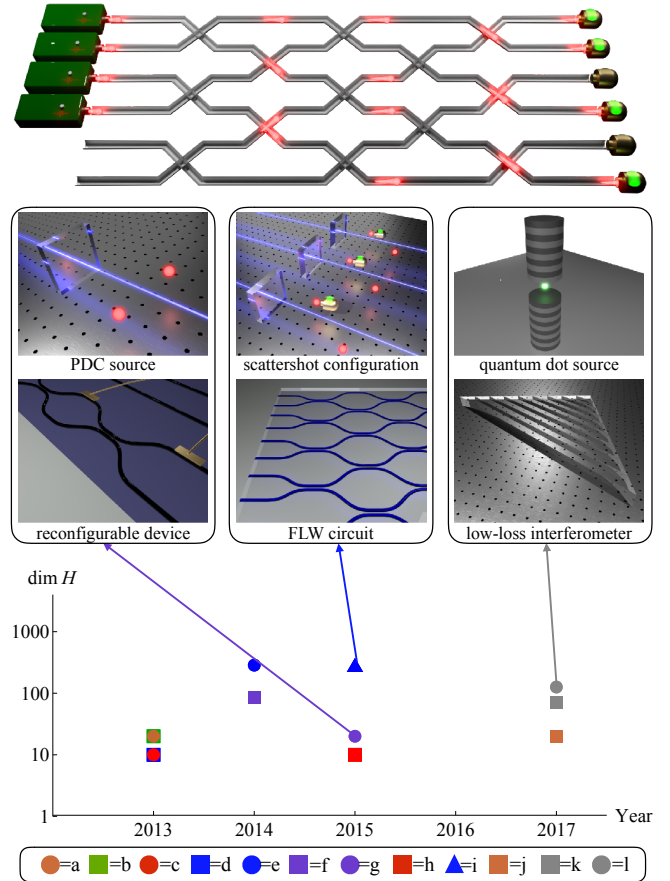 PDC source
scattershot configuration
quantum dot source
reconfigurable device
FLW circuit
low-loss interferometer
dim H
1000
100
10
1
2013 2014 2015 2016 2017 Year
=a =b =c =d =e =f =g =h =i =j =k =l